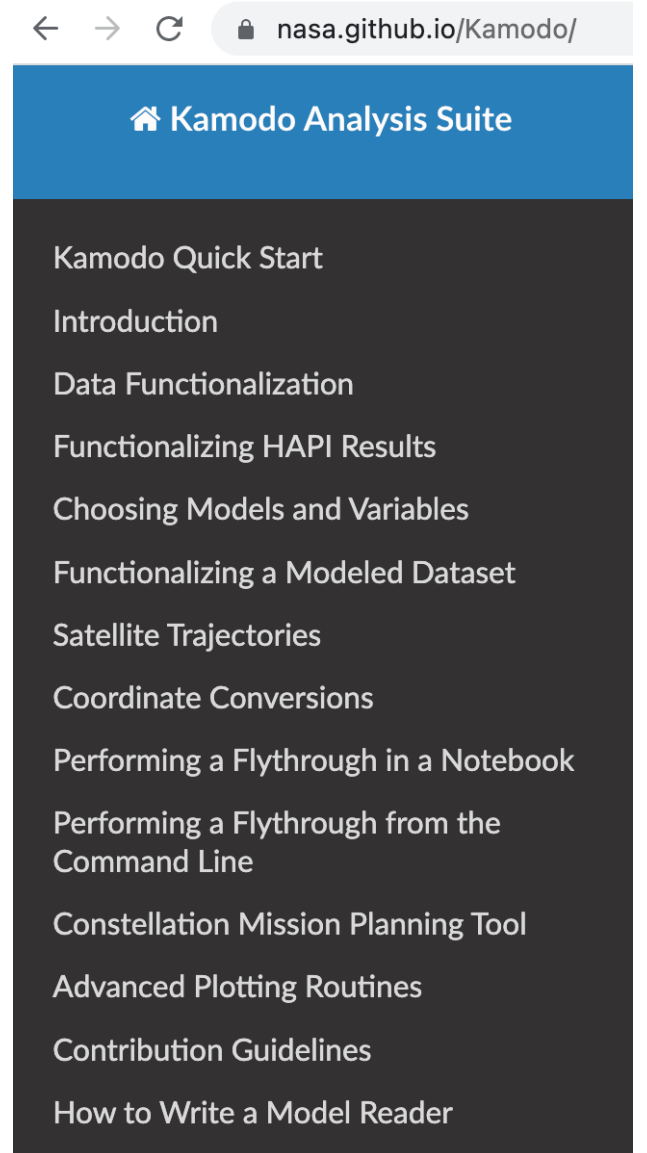 nasa.github.io/Kamodo/
Kamodo Analysis Suite
Kamodo Quick Start
Introduction
Data Functionalization
Functionalizing HAPI Results
Choosing Models and Variables
Functionalizing a Modeled Dataset
Satellite Trajectories
Coordinate Conversions
Performing a Flythrough in a Notebook
Performing a Flythrough from the
Command Line
Constellation Mission Planning Tool
Advanced Plotting Routines
Contribution Guidelines
How to Write a Model Reader